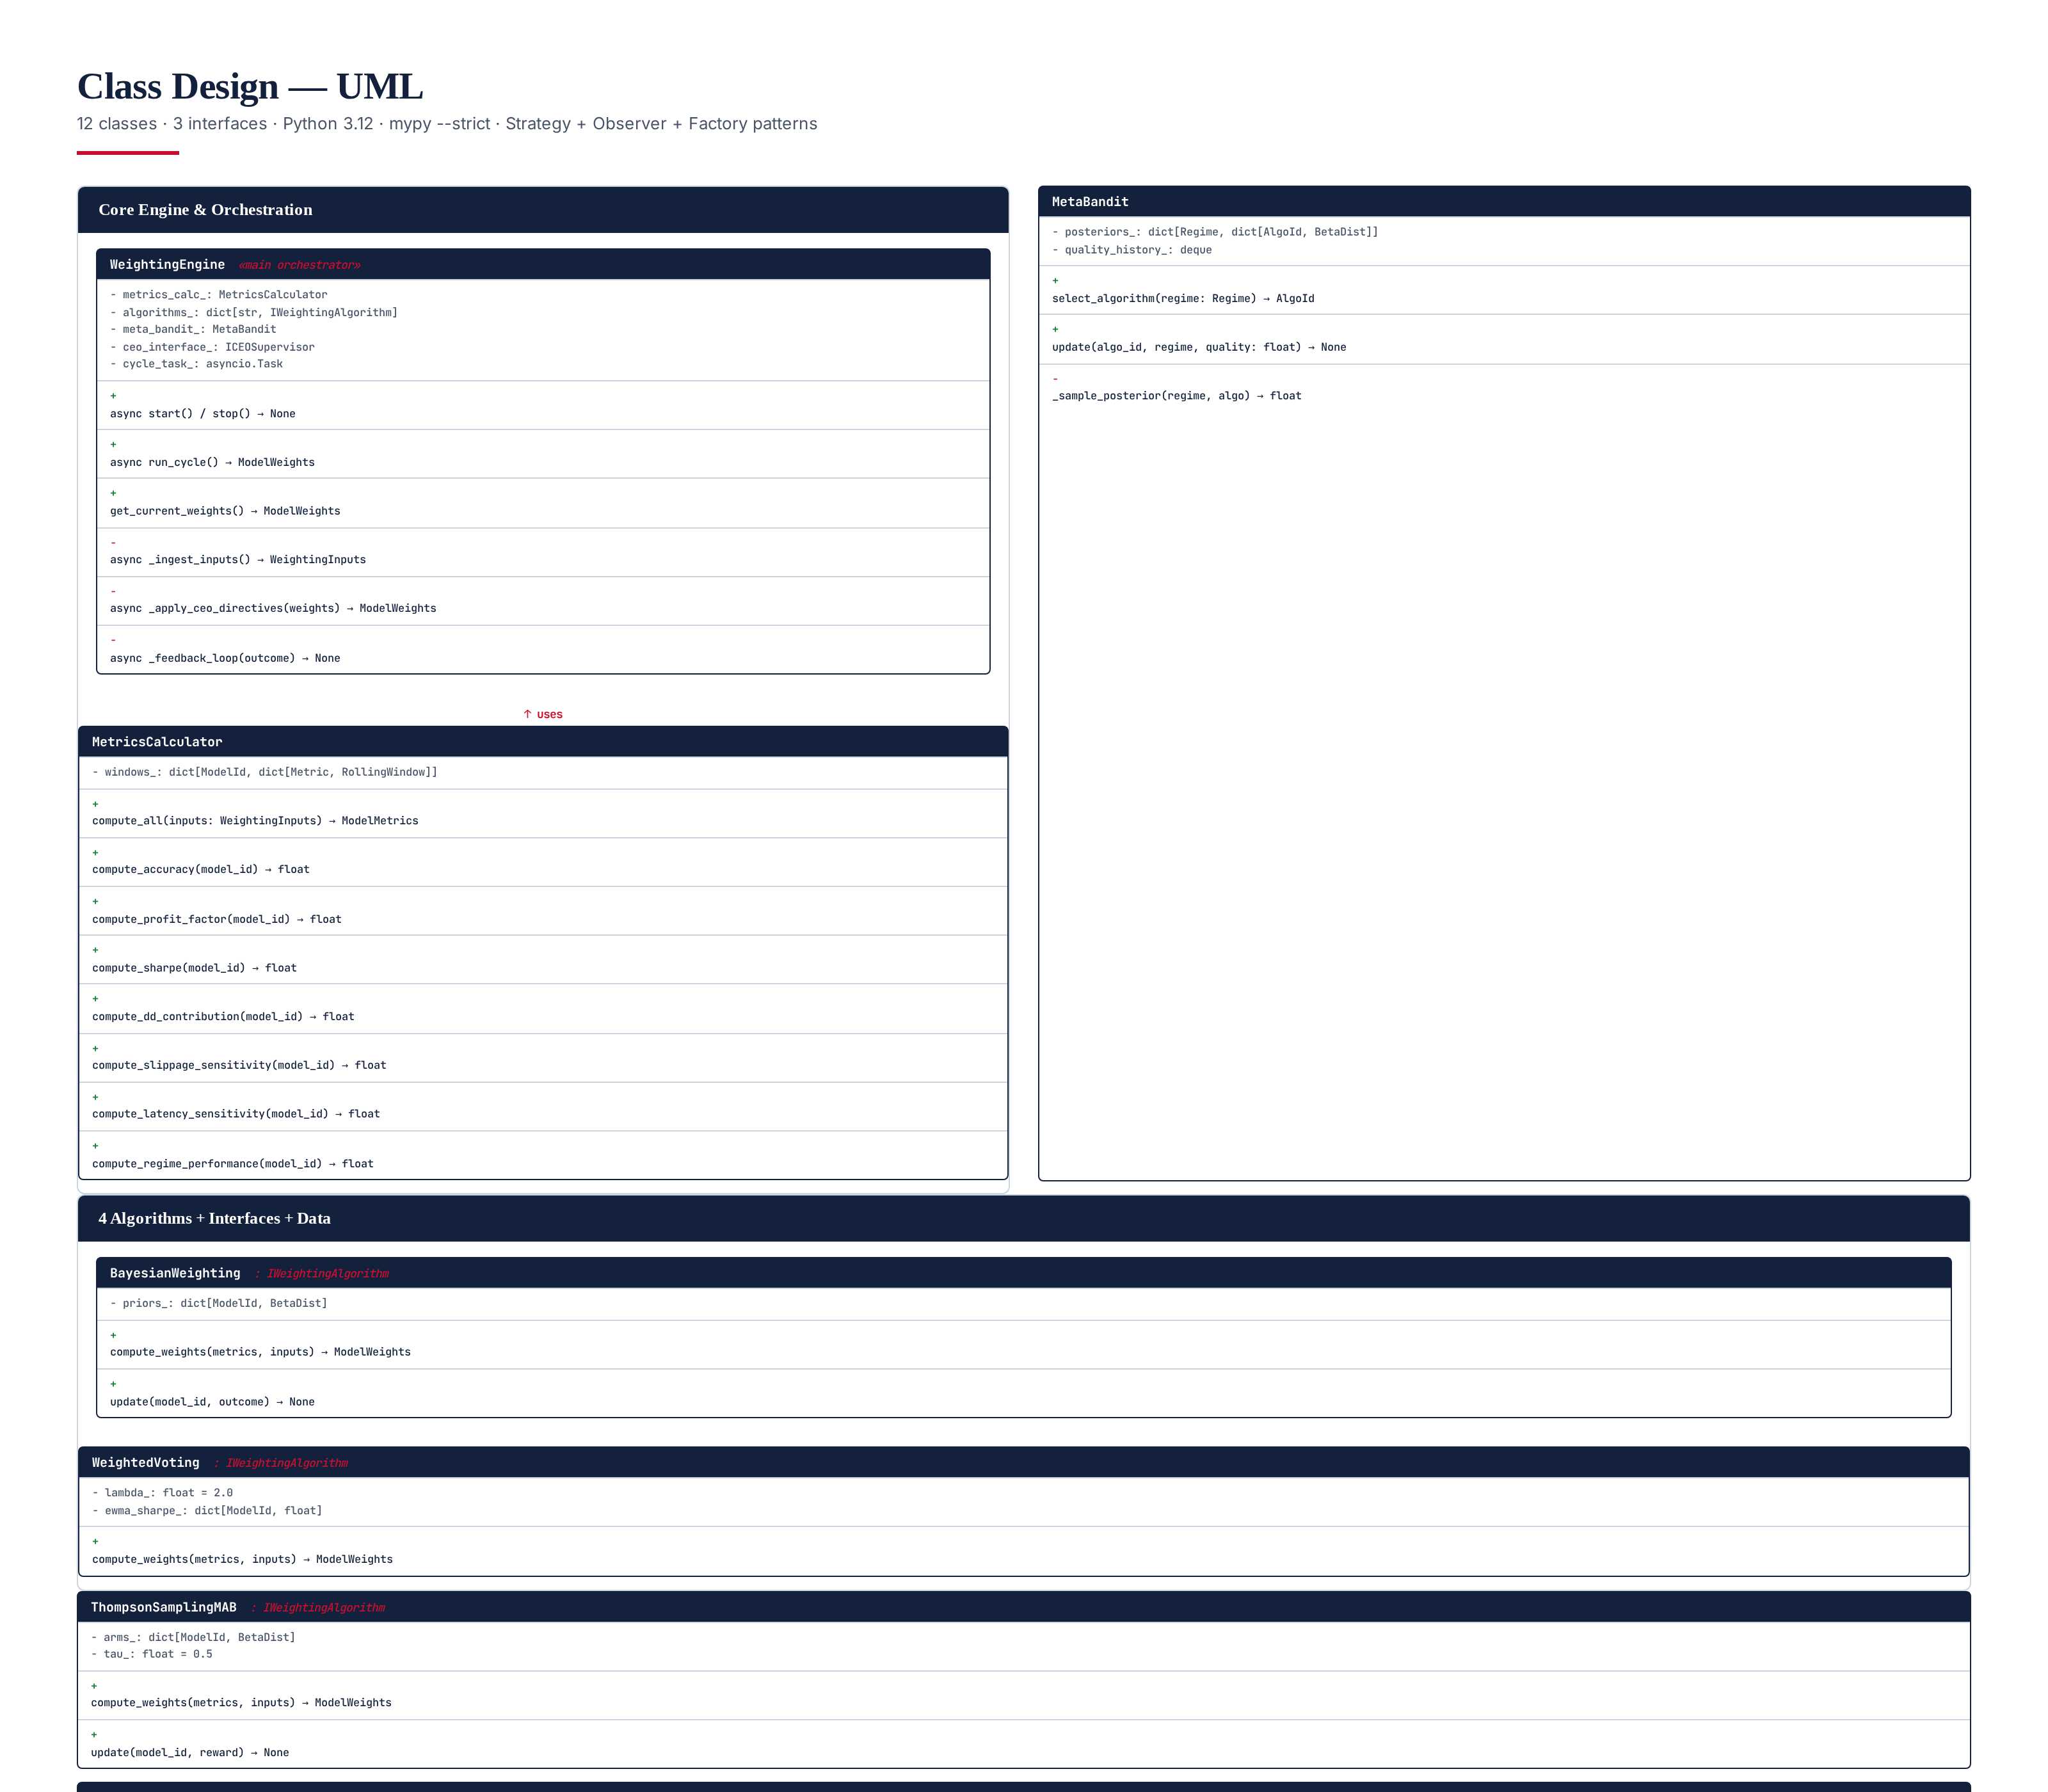 Class Design — UML
12 classes · 3 interfaces · Python 3.12 · mypy --strict · Strategy + Observer + Factory patterns
Core Engine & Orchestration
WeightingEngine «main orchestrator»
- metrics_calc_: MetricsCalculator
- algorithms_: dict[str, IWeightingAlgorithm]
- meta_bandit_: MetaBandit
- ceo_interface_: ICEOSupervisor
- cycle_task_: asyncio.Task
+
async start() / stop() → None
+
async run_cycle() → ModelWeights
+
get_current_weights() → ModelWeights
-
async _ingest_inputs() → WeightingInputs
-
async _apply_ceo_directives(weights) → ModelWeights
-
async _feedback_loop(outcome) → None
↑ uses
MetricsCalculator
- windows_: dict[ModelId, dict[Metric, RollingWindow]]
+
compute_all(inputs: WeightingInputs) → ModelMetrics
+
compute_accuracy(model_id) → float
+
compute_profit_factor(model_id) → float
+
compute_sharpe(model_id) → float
+
compute_dd_contribution(model_id) → float
+
compute_slippage_sensitivity(model_id) → float
+
compute_latency_sensitivity(model_id) → float
+
compute_regime_performance(model_id) → float
MetaBandit
- posteriors_: dict[Regime, dict[AlgoId, BetaDist]]
- quality_history_: deque
+
select_algorithm(regime: Regime) → AlgoId
+
update(algo_id, regime, quality: float) → None
-
_sample_posterior(regime, algo) → float
4 Algorithms + Interfaces + Data
BayesianWeighting : IWeightingAlgorithm
- priors_: dict[ModelId, BetaDist]
+
compute_weights(metrics, inputs) → ModelWeights
+
update(model_id, outcome) → None
WeightedVoting : IWeightingAlgorithm
- lambda_: float = 2.0
- ewma_sharpe_: dict[ModelId, float]
+
compute_weights(metrics, inputs) → ModelWeights
ThompsonSamplingMAB : IWeightingAlgorithm
- arms_: dict[ModelId, BetaDist]
- tau_: float = 0.5
+
compute_weights(metrics, inputs) → ModelWeights
+
update(model_id, reward) → None